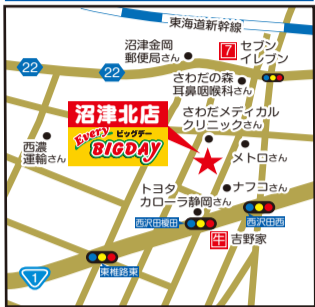 東海道新幹線
沼津金岡
郵便局さん
7
セブン
イレブン
22
22
さわだの森
耳鼻咽喉科さん
沼津北店
Every
ビッグデー
BIGDAY
さわだメディカル
クリニックさん
西濃
運輸さん
メトロさん
トヨタ
カローラ静岡さん
ナフコさん
西沢田榎田
西沢田西
牛
吉野家
東椎路東
1